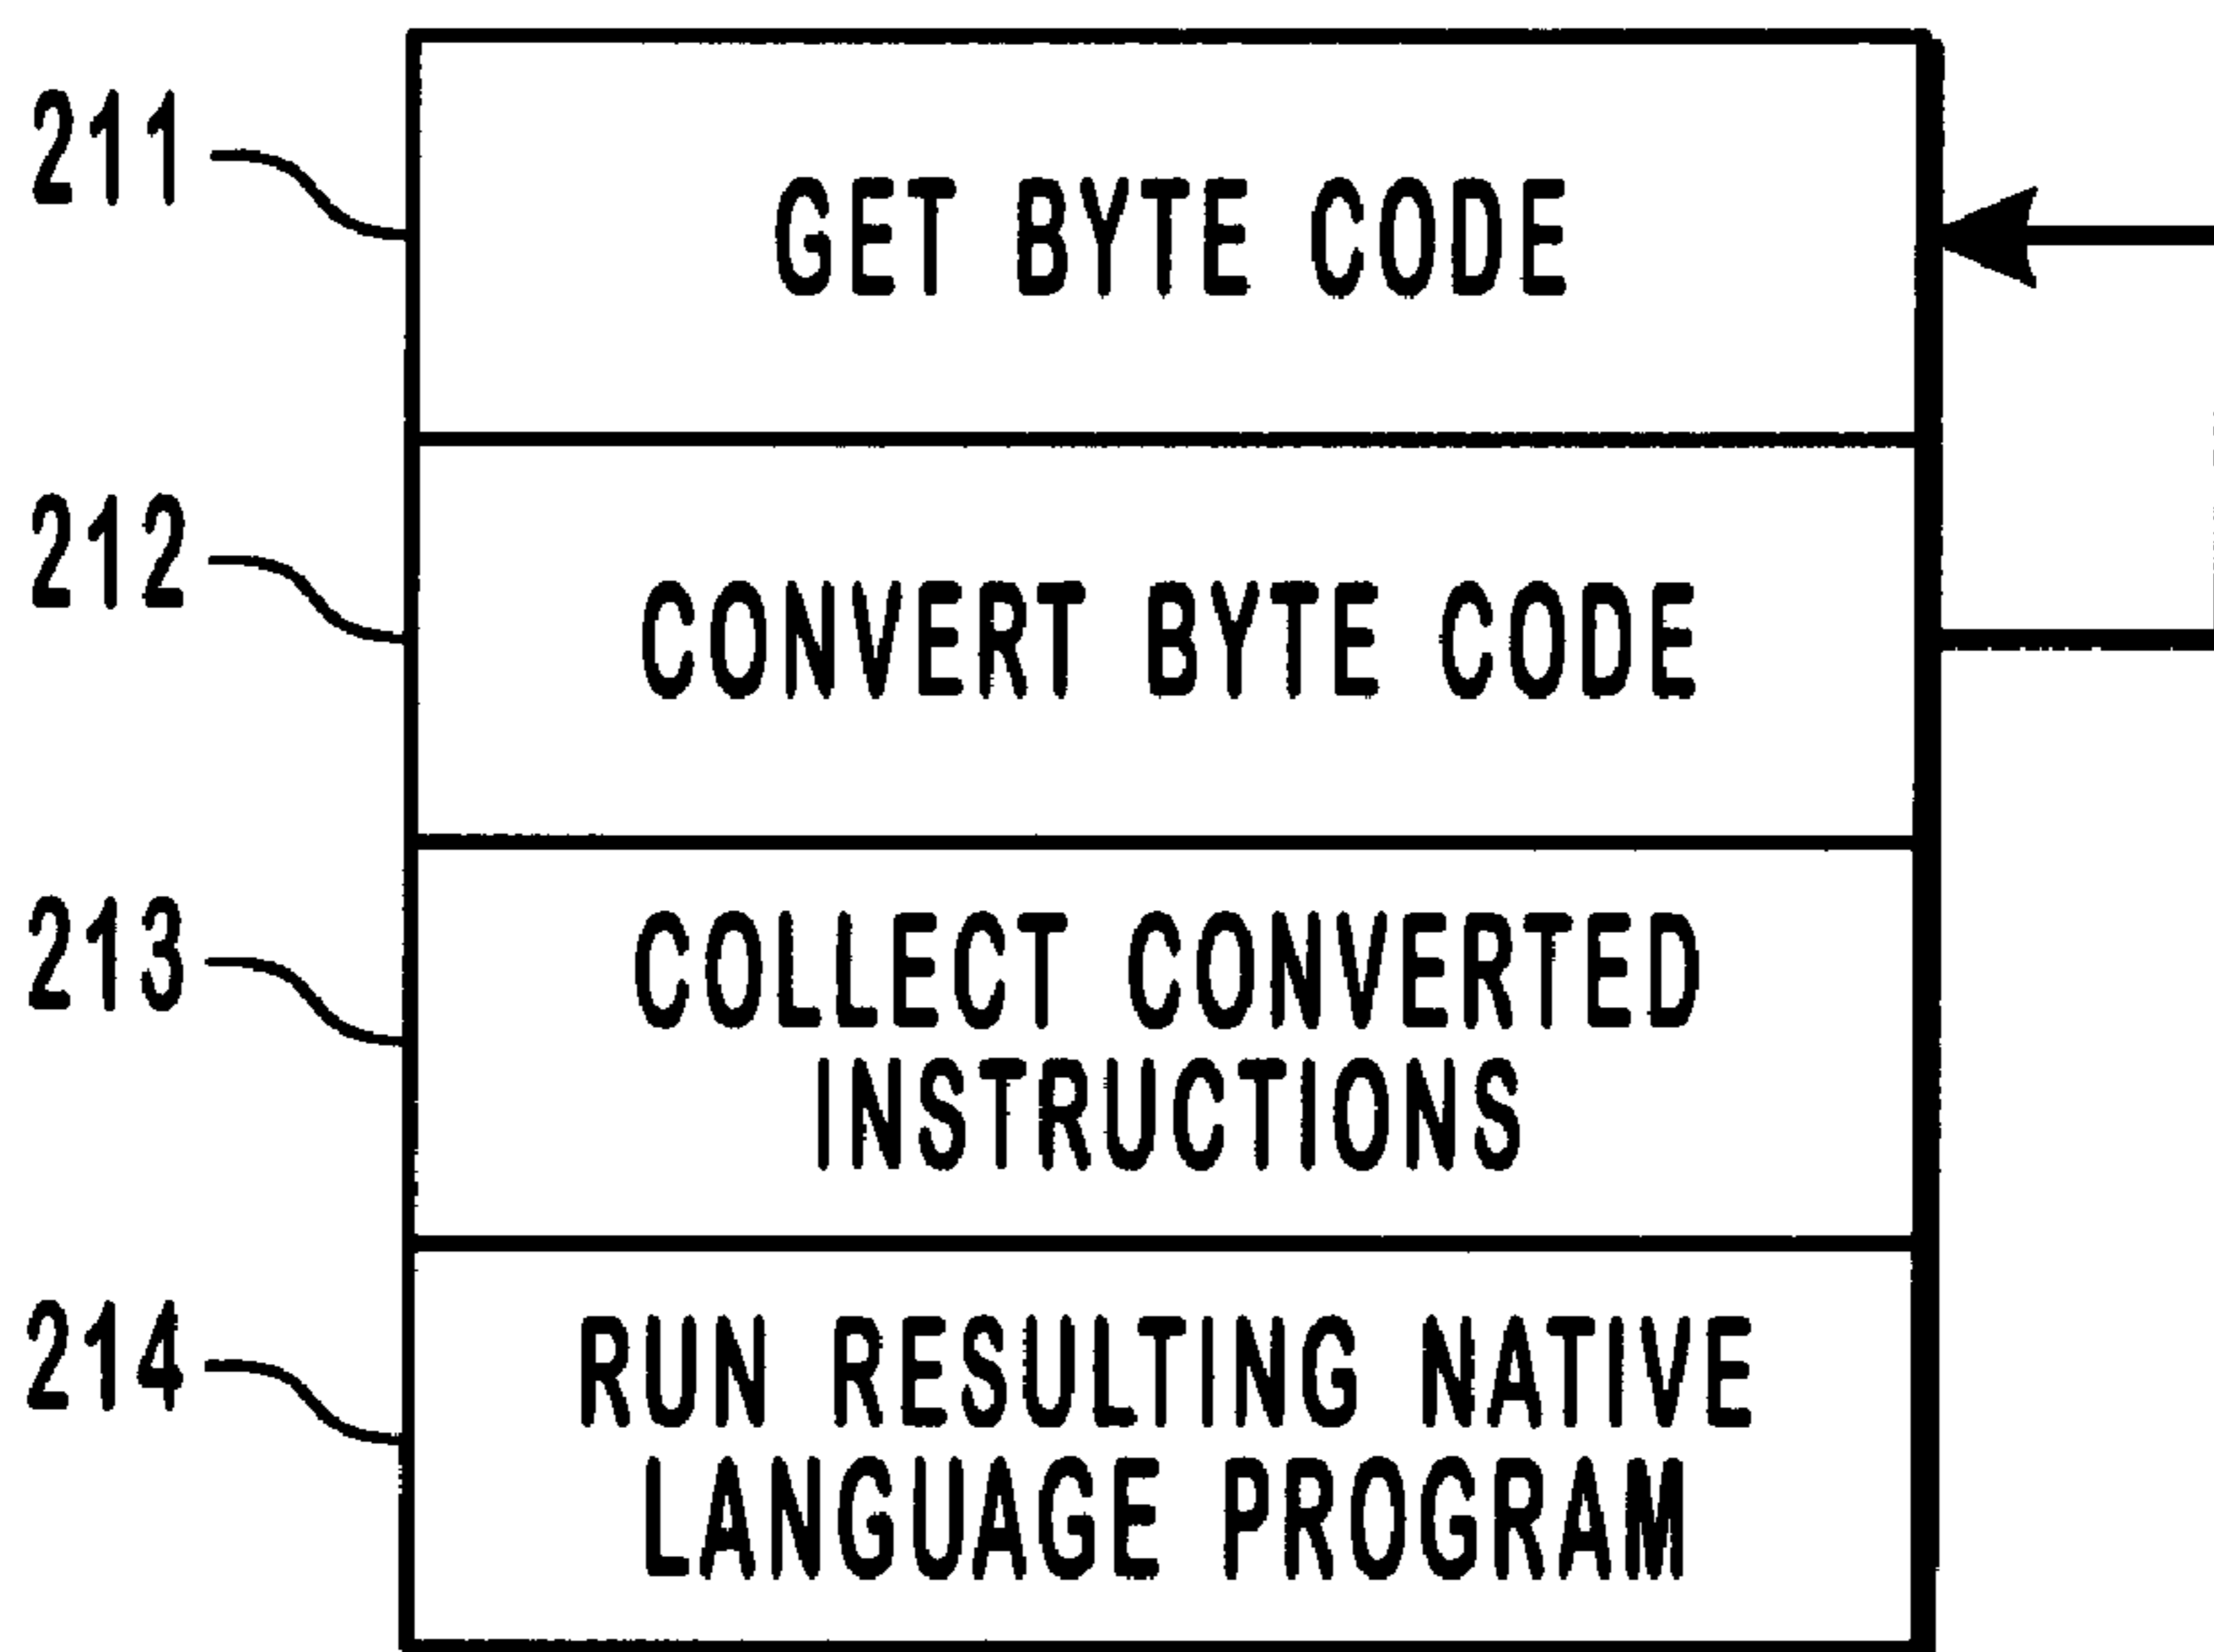 211
GET BYTE CODE
212
CONVERT BYTE CODE
213
COLLECT CONVERTED
INSTRUCTIONS
214
RUN RESULTING NATIVE
LANGUAGE PROGRAM